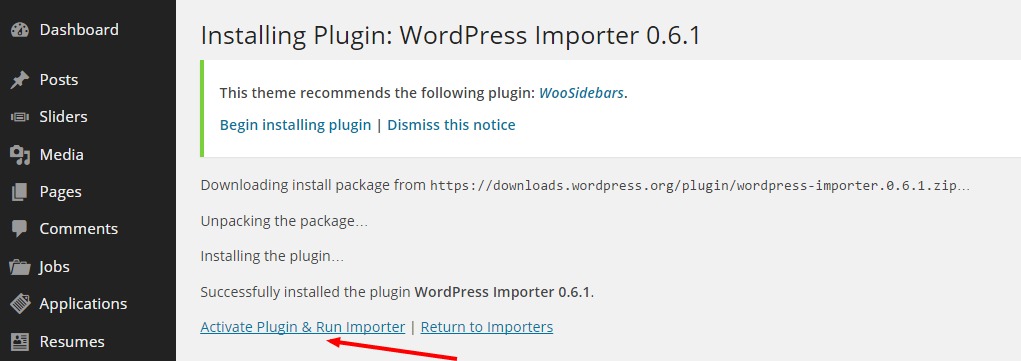 Dashboard
Posts
Sliders
Media
Pages
Comments
Jobs
Applications
Resumes
Installing Plugin: WordPress Importer 0.6.1
This theme recommends the following plugin: WooSidebars.
Begin installing plugin | Dismiss this notice
Downloading install package from https://downloads.wordpress.org/plugin/wordpress-importer.0.6.1.zip…
Unpacking the package…
Installing the plugin…
Successfully installed the plugin WordPress Importer 0.6.1.
Activate Plugin & Run Importer | Return to Importers